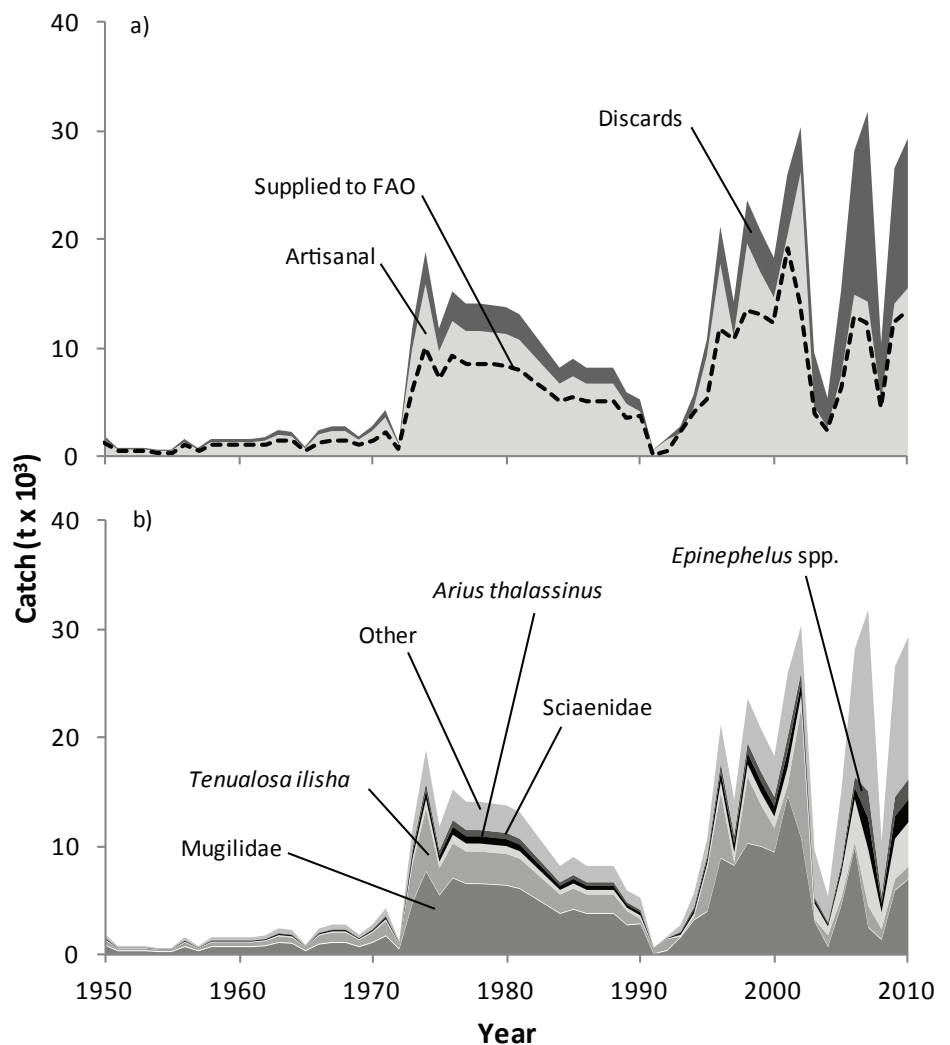 a)
40
30
20
10
0
Discards
Supplied to FAO
Artisanal
b)
40
30
20
10
0
Catch (t x 10³)
Epinephelus spp.
Arius thalassinus
Other
Sciaenidae
Tenualosa ilisha
Mugilidae
1950 1960 1970 1980 1990 2000 2010
Year